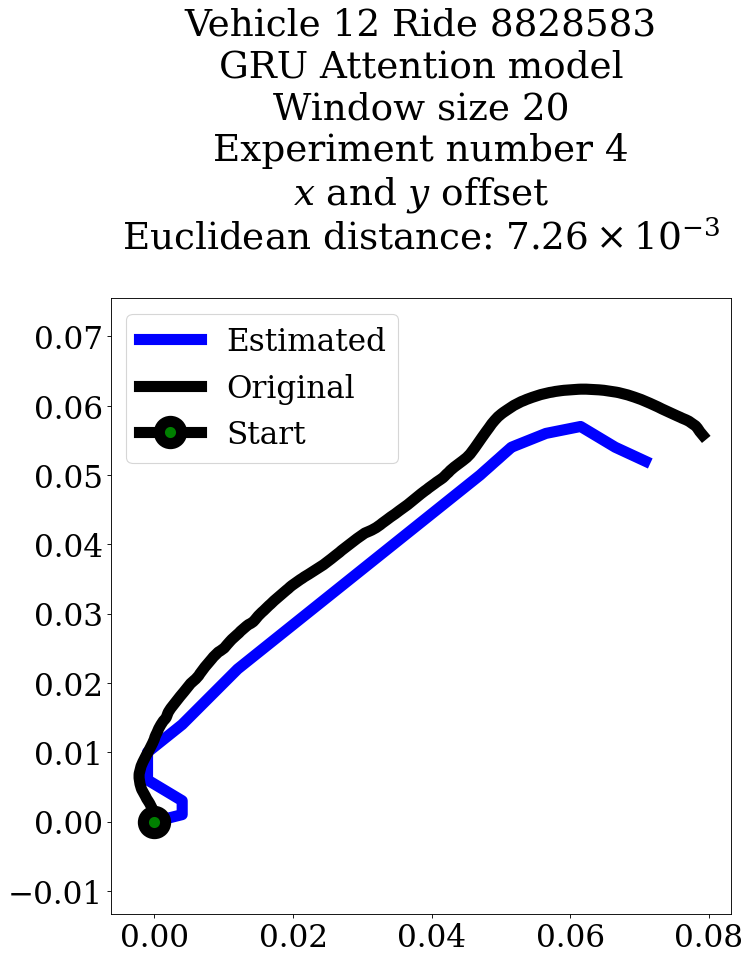 Vehicle 12 Ride 8828583
GRU Attention model
Window size 20
Experiment number 4
x and y offset
Euclidean distance: 7.26 × 10⁻³
Estimated
Original
Start
0.07
0.06
0.05
0.04
0.03
0.02
0.01
0.00
−0.01
0.00 0.02 0.04 0.06 0.08